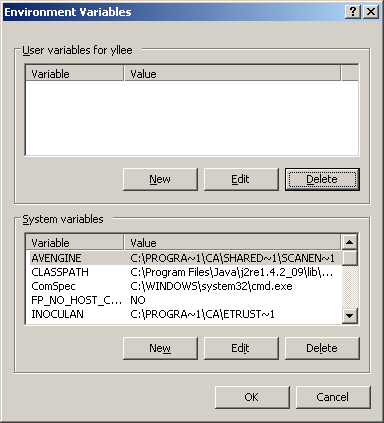 Environment Variables
User variables for yllee
Variable Value
New Edit Delete
System variables
Variable Value
AVENGINE C:\PROGRA~1\CA\SHARED~1\SCANEN~1
CLASSPATH C:\Program Files\Java\j2re1.4.2_09\lib\...
ComSpec C:\WINDOWS\system32\cmd.exe
FP_NO_HOST_C... NO
INOCULAN C:\PROGRA~1\CA\ETRUST~1
New Edit Delete
OK Cancel